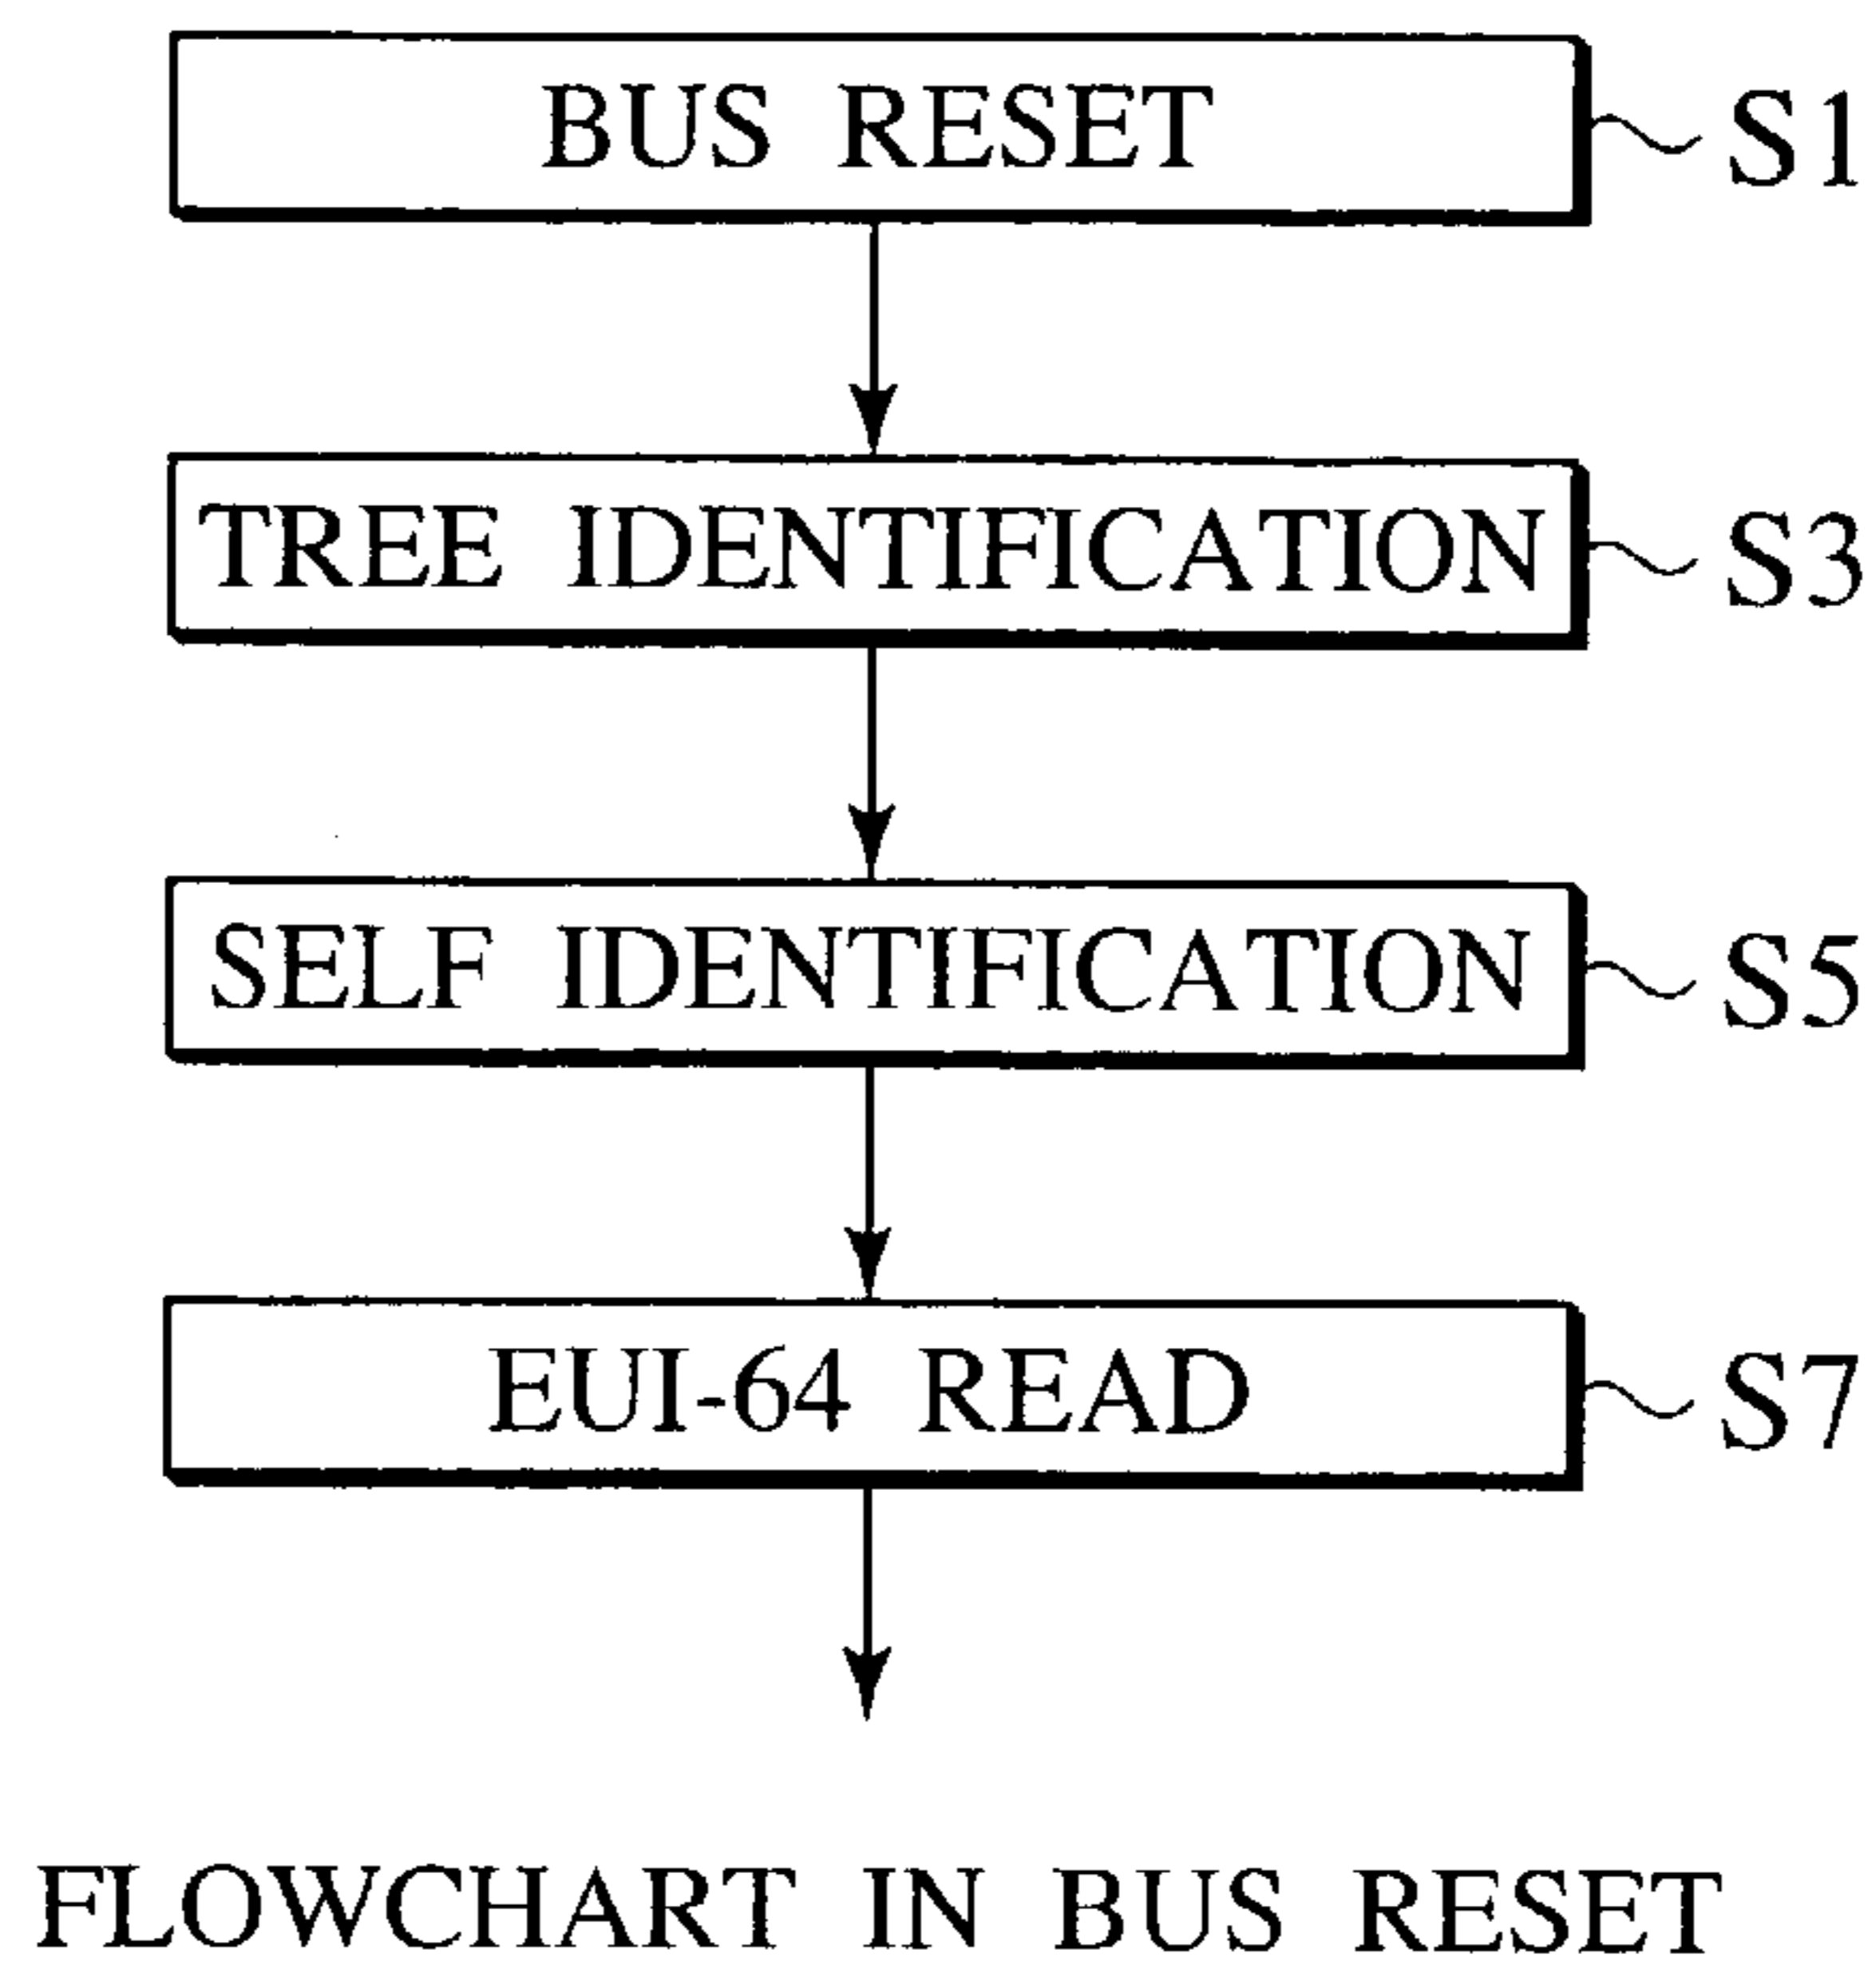 BUS RESET S1
TREE IDENTIFICATION S3
SELF IDENTIFICATION S5
EUI-64 READ S7
FLOWCHART IN BUS RESET